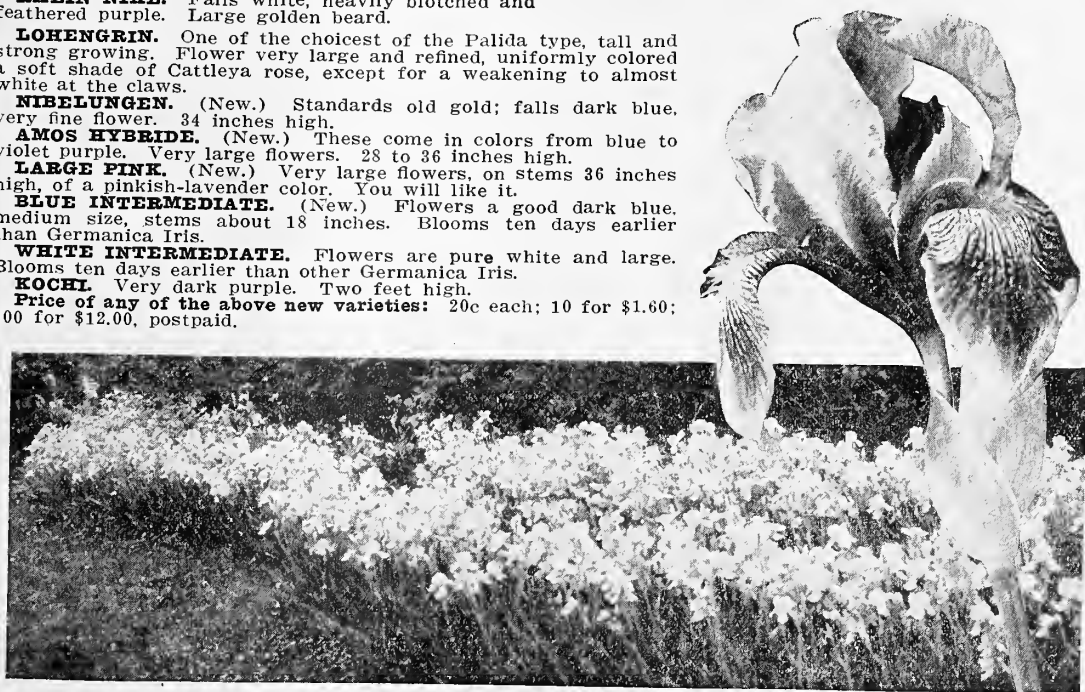 Falls white, heavily blotched and
feathered purple. Large golden beard.
LOHENGRIN. One of the choicest of the Palida type, tall and
strong growing. Flower very large and refined, uniformly colored
a soft shade of Cattleya rose, except for a weakening to almost
white at the claws.
NIBELUNGEN. (New.) Standards old gold; falls dark blue,
very fine flower. 34 inches high.
AMOS HYBRIDE. (New.) These come in colors from blue to
violet purple. Very large flowers. 28 to 36 inches high.
LARGE PINK. (New.) Very large flowers, on stems 36 inches
high, of a pinkish-lavender color. You will like it.
BLUE INTERMEDIATE. (New.) Flowers a good dark blue,
medium size, stems about 18 inches. Blooms ten days earlier
than Germanica Iris.
WHITE INTERMEDIATE. Flowers are pure white and large.
Blooms ten days earlier than other Germanica Iris.
KOCHI. Very dark purple. Two feet high.
Price of any of the above new varieties: 20c each; 10 for $1.60;
00 for $12.00, postpaid.